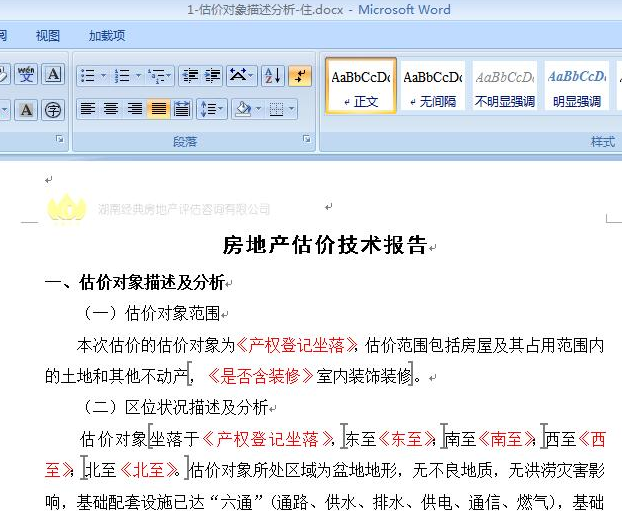 1-估价对象描述分析-住.docx - Microsoft Word
视图 加载项
wén A
A 字
AaBbCcDc AaBbCcDc AaBbCcDc AaBbCcDc
正文 无间隔 不明显强调 明显强调
段落 样式
湖南经典房地产评估咨询有限公司
房地产估价技术报告
一、估价对象描述及分析
（一）估价对象范围
本次估价的估价对象为《产权登记坐落》，估价范围包括房屋及其占用范围内
的土地和其他不动产[，《是否含装修》室内装饰装修]。
（二）区位状况描述及分析
估价对象[坐落于《产权登记坐落》，]东至《东至》；]南至《南至》；]西至《西
至》；]北至《北至》。]估价对象所处区域为盆地地形，无不良地质，无洪涝灾害影
响，基础配套设施已达“六通”(通路、供水、排水、供电、通信、燃气)，基础